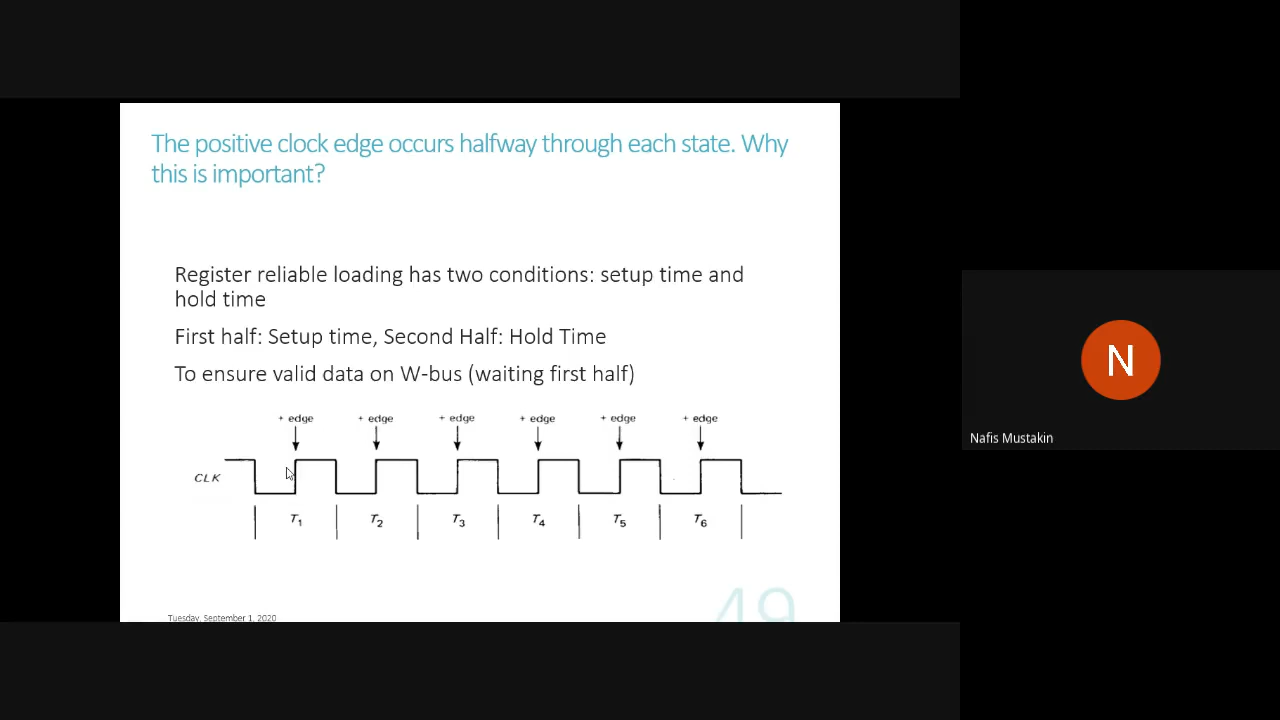 The positive clock edge occurs halfway through each state. Why
this is important?
Register reliable loading has two conditions: setup time and
hold time
First half: Setup time, Second Half: Hold Time
To ensure valid data on W-bus (waiting first half)
+ edge + edge + edge + edge + edge + edge
CLK
T1 T2 T3 T4 T5 T6
Tuesday, September 1, 2020
49
N
Nafis Mustakin